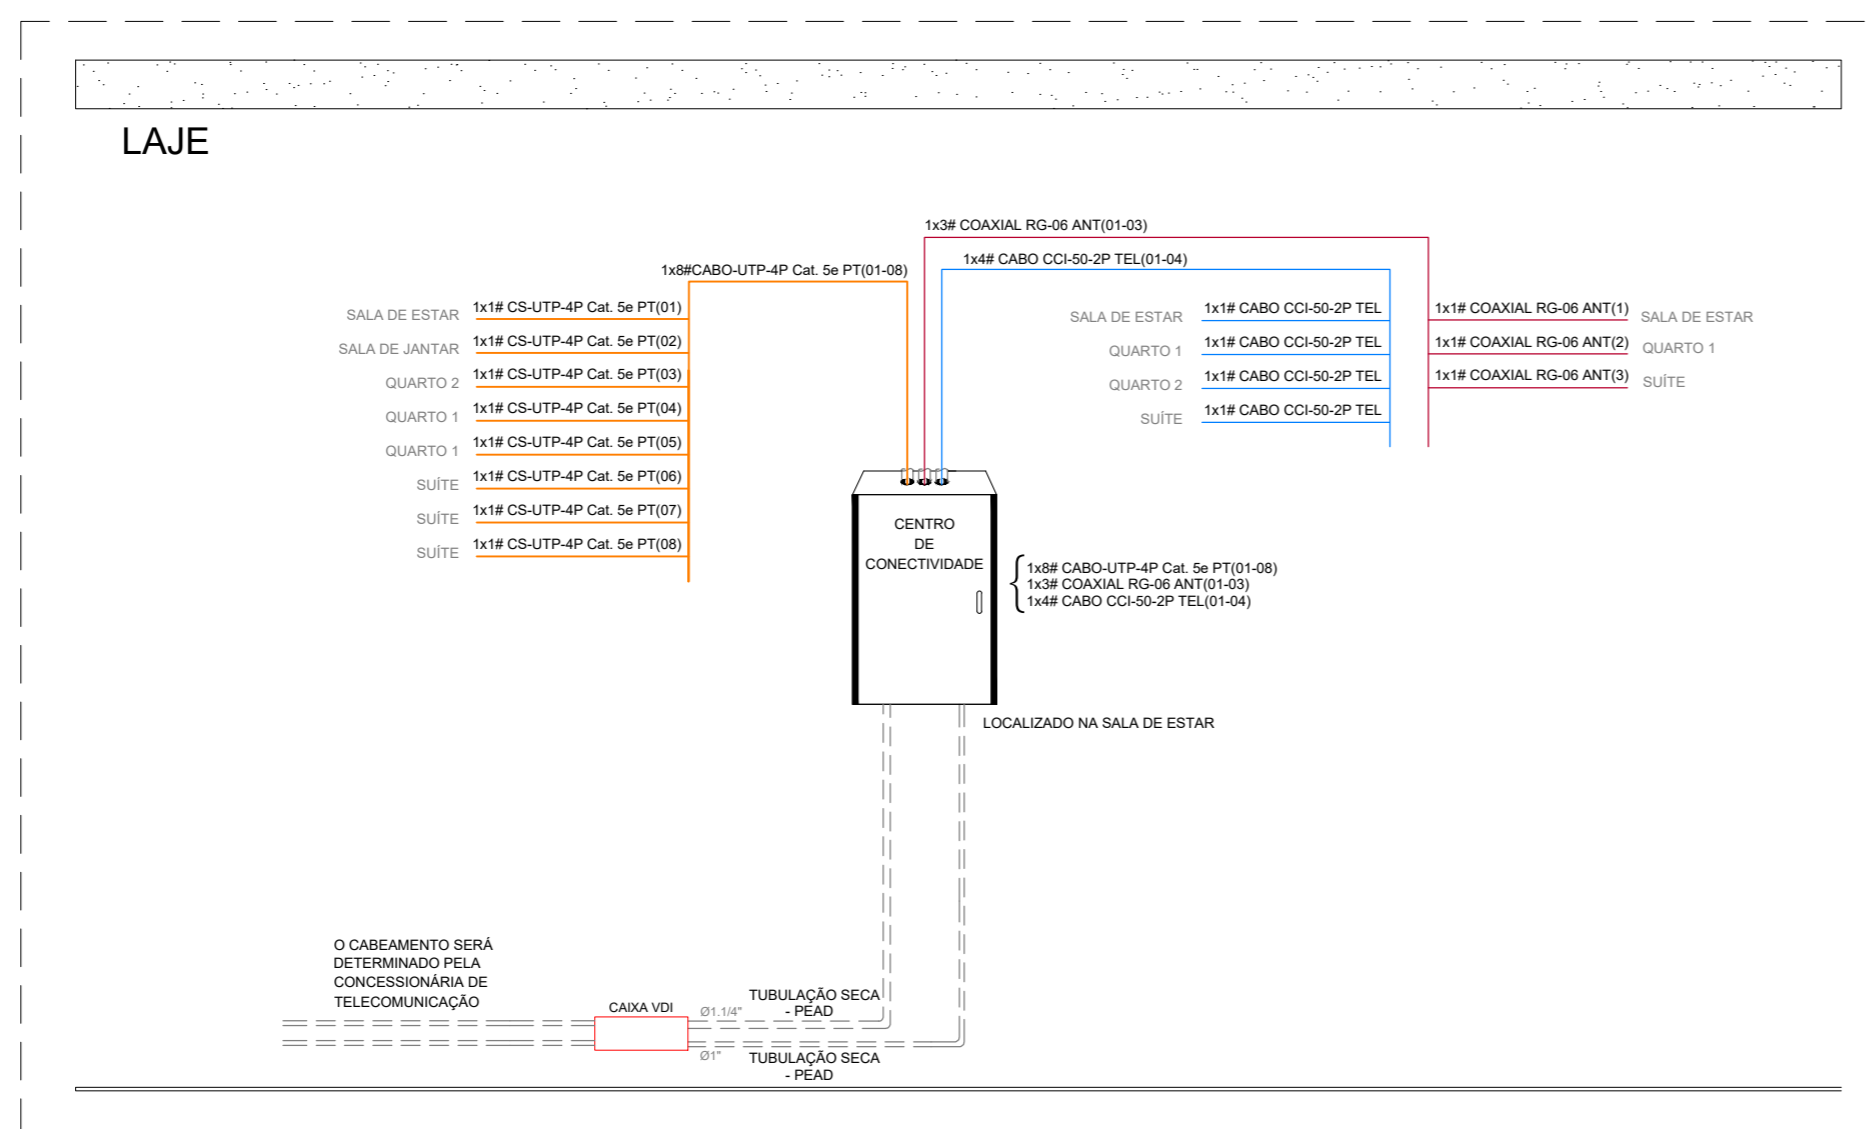 LAJE
1x3# COAXIAL RG-06 ANT(01-03)
1x4# CABO CCI-50-2P TEL(01-04)
1x8#CABO-UTP-4P Cat. 5e PT(01-08)
SALA DE ESTAR 1x1# CS-UTP-4P Cat. 5e PT(01)
SALA DE JANTAR 1x1# CS-UTP-4P Cat. 5e PT(02)
QUARTO 2 1x1# CS-UTP-4P Cat. 5e PT(03)
QUARTO 1 1x1# CS-UTP-4P Cat. 5e PT(04)
QUARTO 1 1x1# CS-UTP-4P Cat. 5e PT(05)
SUÍTE 1x1# CS-UTP-4P Cat. 5e PT(06)
SUÍTE 1x1# CS-UTP-4P Cat. 5e PT(07)
SUÍTE 1x1# CS-UTP-4P Cat. 5e PT(08)
SALA DE ESTAR 1x1# CABO CCI-50-2P TEL
QUARTO 1 1x1# CABO CCI-50-2P TEL
QUARTO 2 1x1# CABO CCI-50-2P TEL
SUÍTE 1x1# CABO CCI-50-2P TEL
1x1# COAXIAL RG-06 ANT(1) SALA DE ESTAR
1x1# COAXIAL RG-06 ANT(2) QUARTO 1
1x1# COAXIAL RG-06 ANT(3) SUÍTE
CENTRO
DE
CONECTIVIDADE
1x8# CABO-UTP-4P Cat. 5e PT(01-08)
1x3# COAXIAL RG-06 ANT(01-03)
1x4# CABO CCI-50-2P TEL(01-04)
LOCALIZADO NA SALA DE ESTAR
O CABEAMENTO SERÁ
DETERMINADO PELA
CONCESSIONÁRIA DE
TELECOMUNICAÇÃO
CAIXA VDI
Ø1.1/4"
TUBULAÇÃO SECA
- PEAD
Ø1"
TUBULAÇÃO SECA
- PEAD